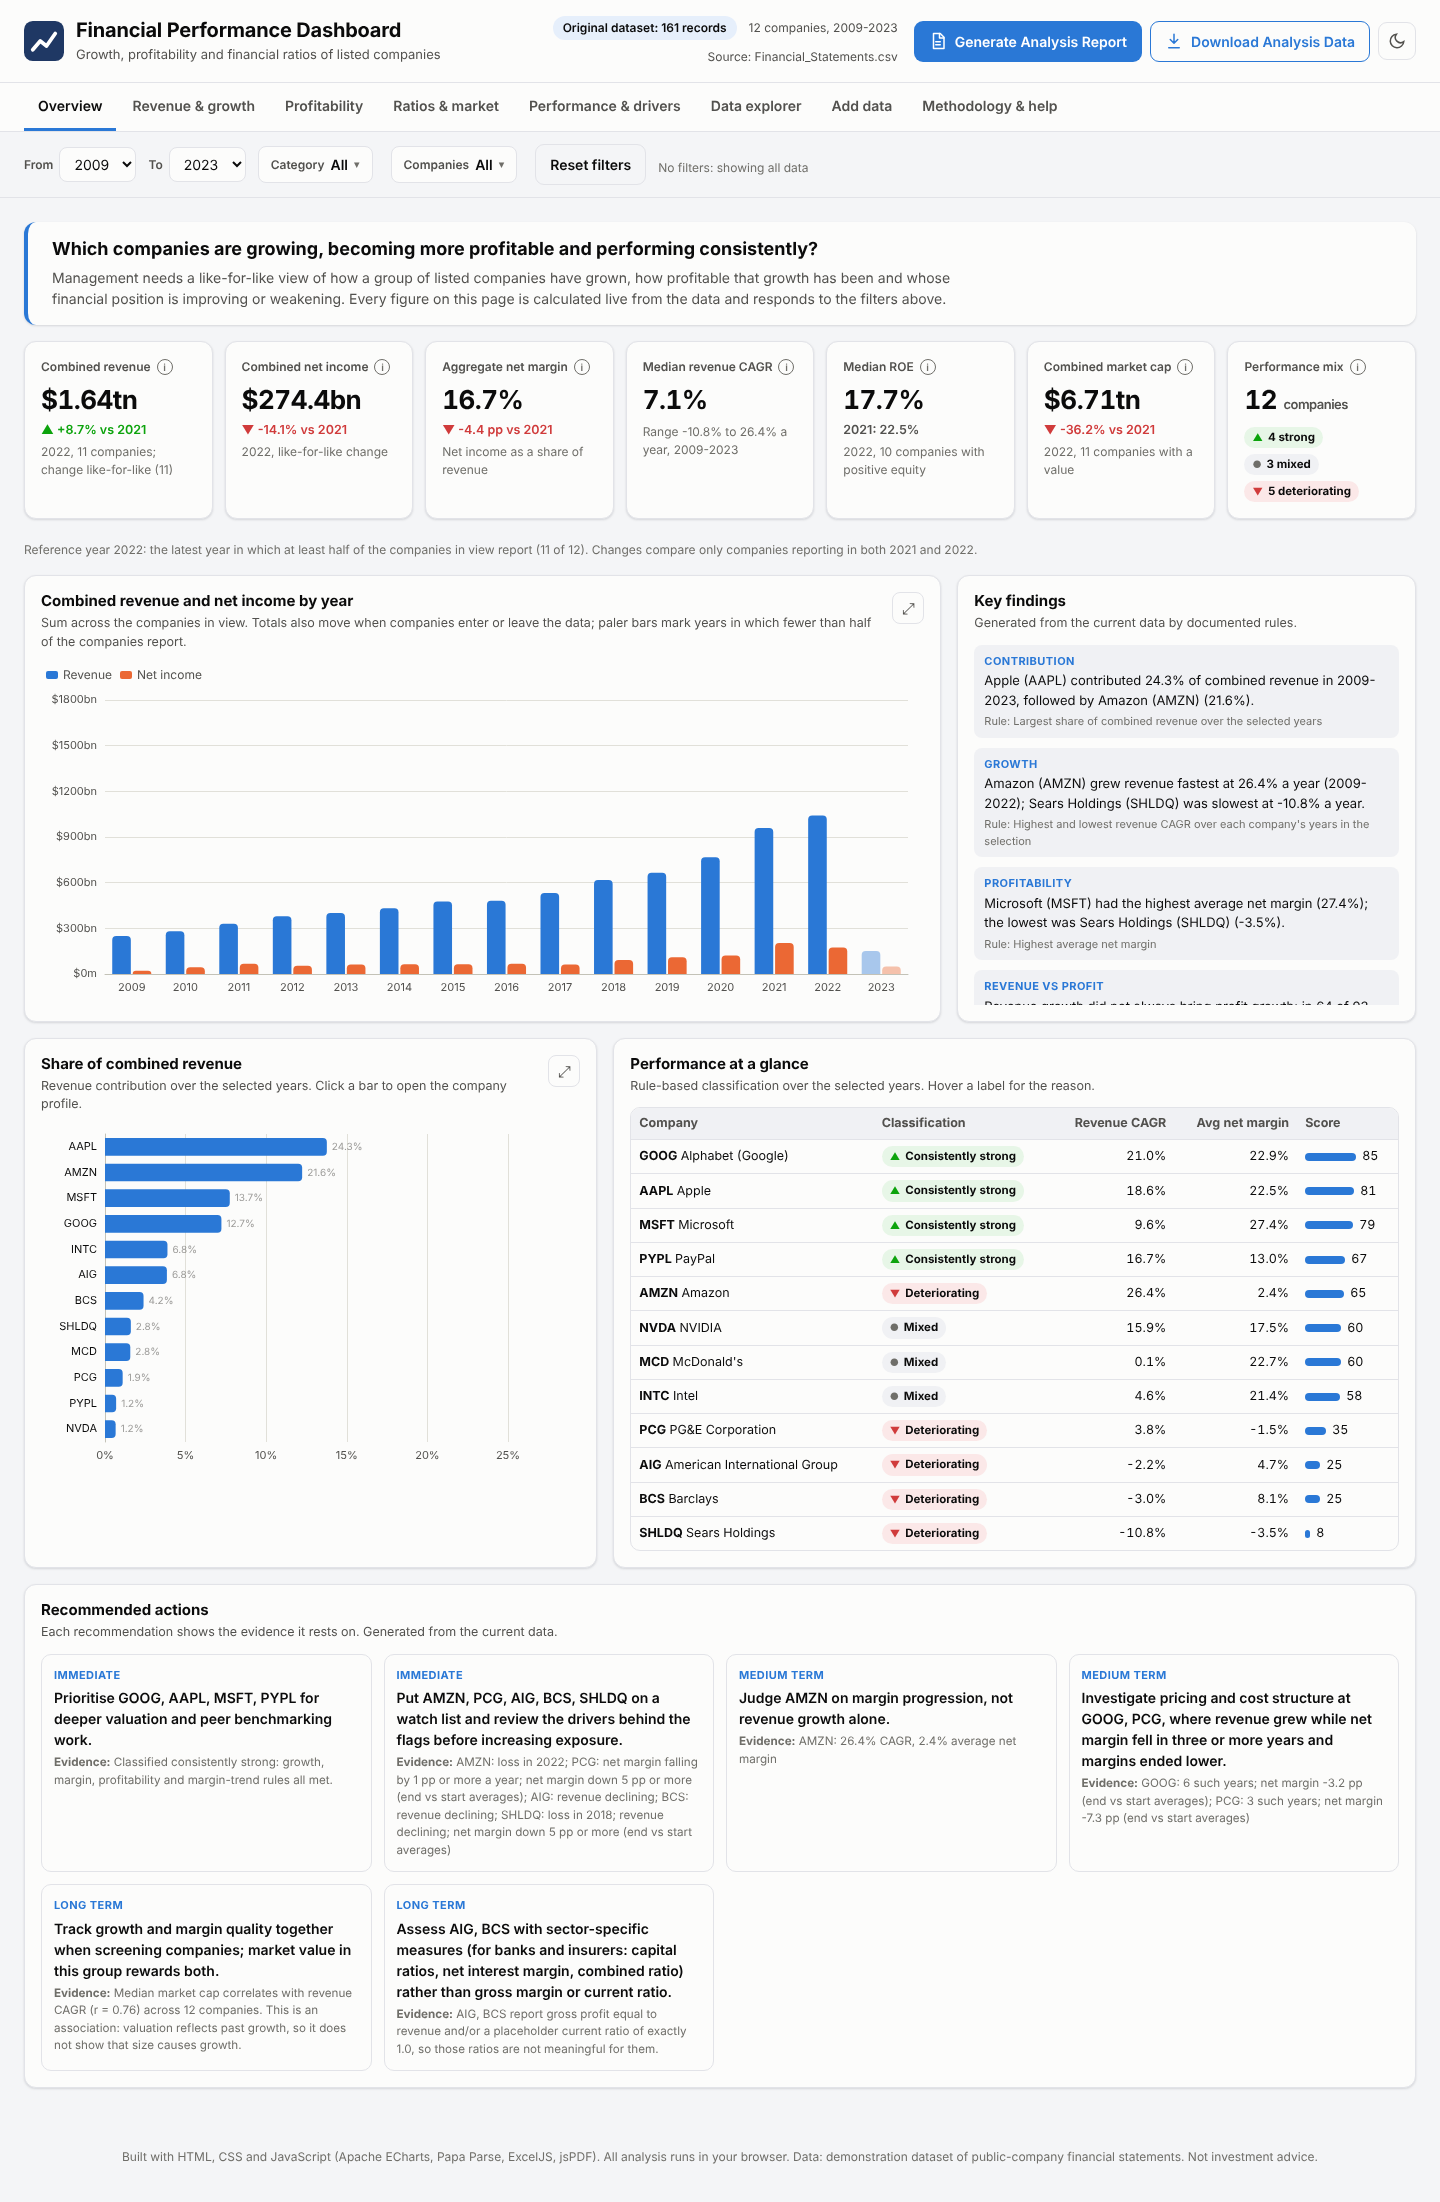 Financial Performance Dashboard
Growth, profitability and financial ratios of listed companies
Original dataset: 161 records
12 companies, 2009-2023
Source: Financial_Statements.csv
Generate Analysis Report
Download Analysis Data
Overview
Revenue & growth
Profitability
Ratios & market
Performance & drivers
Data explorer
Add data
Methodology & help
From 2009
To 2023
Category All
Companies All
Reset filters
No filters: showing all data
Which companies are growing, becoming more profitable and performing consistently?
Management needs a like-for-like view of how a group of listed companies have grown, how profitable that growth has been and whose
financial position is improving or weakening. Every figure on this page is calculated live from the data and responds to the filters above.
Combined revenue i
$1.64tn
▲ +8.7% vs 2021
2022, 11 companies;
change like-for-like (11)
Combined net income i
$274.4bn
▼ -14.1% vs 2021
2022, like-for-like change
Aggregate net margin i
16.7%
▼ -4.4 pp vs 2021
Net income as a share of
revenue
Median revenue CAGR i
7.1%
Range -10.8% to 26.4% a
year, 2009-2023
Median ROE i
17.7%
2021: 22.5%
2022, 10 companies with
positive equity
Combined market cap i
$6.71tn
▼ -36.2% vs 2021
2022, 11 companies with a
value
Performance mix i
12 companies
▲ 4 strong
● 3 mixed
▼ 5 deteriorating
Reference year 2022: the latest year in which at least half of the companies in view report (11 of 12). Changes compare only companies reporting in both 2021 and 2022.
Combined revenue and net income by year
Sum across the companies in view. Totals also move when companies enter or leave the data; paler bars mark years in which fewer than half
of the companies report.
Revenue
Net income
$1800bn
$1500bn
$1200bn
$900bn
$600bn
$300bn
$0m
2009 2010 2011 2012 2013 2014 2015 2016 2017 2018 2019 2020 2021 2022 2023
Key findings
Generated from the current data by documented rules.
CONTRIBUTION
Apple (AAPL) contributed 24.3% of combined revenue in 2009-
2023, followed by Amazon (AMZN) (21.6%).
Rule: Largest share of combined revenue over the selected years
GROWTH
Amazon (AMZN) grew revenue fastest at 26.4% a year (2009-
2022); Sears Holdings (SHLDQ) was slowest at -10.8% a year.
Rule: Highest and lowest revenue CAGR over each company's years in the
selection
PROFITABILITY
Microsoft (MSFT) had the highest average net margin (27.4%);
the lowest was Sears Holdings (SHLDQ) (-3.5%).
Rule: Highest average net margin
REVENUE VS PROFIT
Revenue growth did not always bring profit growth: in 64 of 93
Share of combined revenue
Revenue contribution over the selected years. Click a bar to open the company
profile.
AAPL 24.3%
AMZN 21.6%
MSFT 13.7%
GOOG 12.7%
INTC 6.8%
AIG 6.8%
BCS 4.2%
SHLDQ 2.8%
MCD 2.8%
PCG 1.9%
PYPL 1.2%
NVDA 1.2%
0% 5% 10% 15% 20% 25%
Performance at a glance
Rule-based classification over the selected years. Hover a label for the reason.
Company Classification Revenue CAGR Avg net margin Score
GOOG Alphabet (Google) ▲ Consistently strong 21.0% 22.9% 85
AAPL Apple ▲ Consistently strong 18.6% 22.5% 81
MSFT Microsoft ▲ Consistently strong 9.6% 27.4% 79
PYPL PayPal ▲ Consistently strong 16.7% 13.0% 67
AMZN Amazon ▼ Deteriorating 26.4% 2.4% 65
NVDA NVIDIA ● Mixed 15.9% 17.5% 60
MCD McDonald's ● Mixed 0.1% 22.7% 60
INTC Intel ● Mixed 4.6% 21.4% 58
PCG PG&E Corporation ▼ Deteriorating 3.8% -1.5% 35
AIG American International Group ▼ Deteriorating -2.2% 4.7% 25
BCS Barclays ▼ Deteriorating -3.0% 8.1% 25
SHLDQ Sears Holdings ▼ Deteriorating -10.8% -3.5% 8
Recommended actions
Each recommendation shows the evidence it rests on. Generated from the current data.
IMMEDIATE
Prioritise GOOG, AAPL, MSFT, PYPL for
deeper valuation and peer benchmarking
work.
Evidence: Classified consistently strong: growth,
margin, profitability and margin-trend rules all met.
IMMEDIATE
Put AMZN, PCG, AIG, BCS, SHLDQ on a
watch list and review the drivers behind the
flags before increasing exposure.
Evidence: AMZN: loss in 2022; PCG: net margin falling
by 1 pp or more a year; net margin down 5 pp or more
(end vs start averages); AIG: revenue declining; BCS:
revenue declining; SHLDQ: loss in 2018; revenue
declining; net margin down 5 pp or more (end vs start
averages)
MEDIUM TERM
Judge AMZN on margin progression, not
revenue growth alone.
Evidence: AMZN: 26.4% CAGR, 2.4% average net
margin
MEDIUM TERM
Investigate pricing and cost structure at
GOOG, PCG, where revenue grew while net
margin fell in three or more years and
margins ended lower.
Evidence: GOOG: 6 such years; net margin -3.2 pp
(end vs start averages); PCG: 3 such years; net margin
-7.3 pp (end vs start averages)
LONG TERM
Track growth and margin quality together
when screening companies; market value in
this group rewards both.
Evidence: Median market cap correlates with revenue
CAGR (r = 0.76) across 12 companies. This is an
association: valuation reflects past growth, so it does
not show that size causes growth.
LONG TERM
Assess AIG, BCS with sector-specific
measures (for banks and insurers: capital
ratios, net interest margin, combined ratio)
rather than gross margin or current ratio.
Evidence: AIG, BCS report gross profit equal to
revenue and/or a placeholder current ratio of exactly
1.0, so those ratios are not meaningful for them.
Built with HTML, CSS and JavaScript (Apache ECharts, Papa Parse, ExcelJS, jsPDF). All analysis runs in your browser. Data: demonstration dataset of public-company financial statements. Not investment advice.